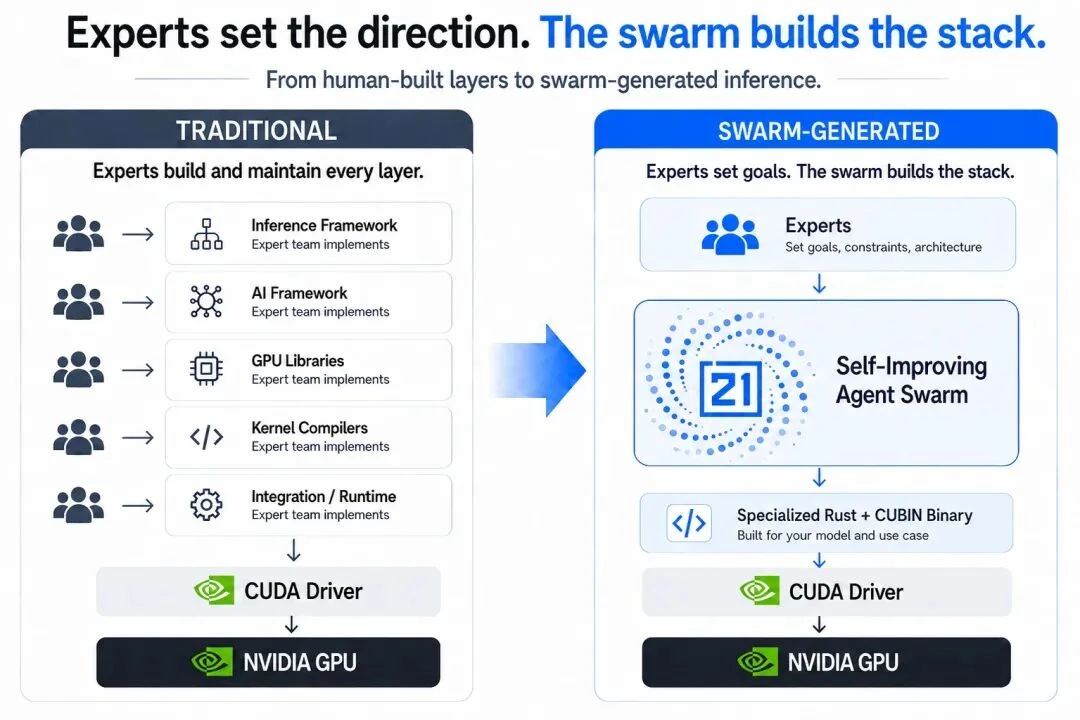 Experts set the direction. The swarm builds the stack.
From human-built layers to swarm-generated inference.
TRADITIONAL
Experts build and maintain every layer.
Inference Framework
Expert team implements
AI Framework
Expert team implements
GPU Libraries
Expert team implements
</>
Kernel Compilers
Expert team implements
Integration / Runtime
Expert team implements
CUDA Driver
NVIDIA GPU
SWARM-GENERATED
Experts set goals. The swarm builds the stack.
Experts
Set goals, constraints, architecture
21
Self-Improving
Agent Swarm
</>
Specialized Rust + CUBIN Binary
Built for your model and use case
CUDA Driver
NVIDIA GPU